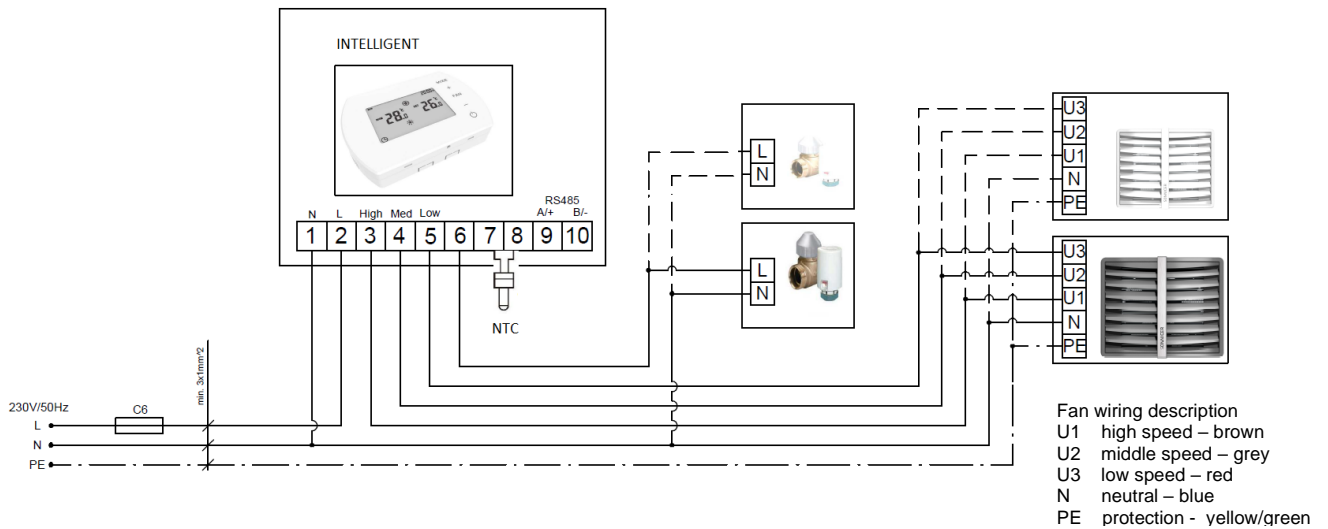 INTELLIGENT
MODE
+
FAN
−
28.0
26.0
N L High Med Low RS485
A/+ B/-
1 2 3 4 5 6 7 8 9 10
NTC
L
N
L
N
U3
U2
U1
N
PE
U3
U2
U1
N
PE
min. 3x1mm^2
230V/50Hz
C6
L
N
PE
Fan wiring description
U1 high speed – brown
U2 middle speed – grey
U3 low speed – red
N neutral – blue
PE protection - yellow/green